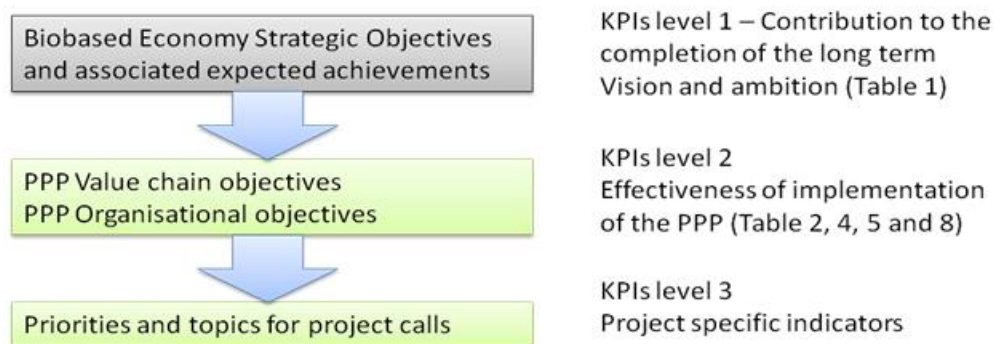 Biobased Economy Strategic Objectives
and associated expected achievements
KPIs level 1 – Contribution to the
completion of the long term
Vision and ambition (Table 1)
PPP Value chain objectives
PPP Organisational objectives
KPIs level 2
Effectiveness of implementation
of the PPP (Table 2, 4, 5 and 8)
Priorities and topics for project calls
KPIs level 3
Project specific indicators